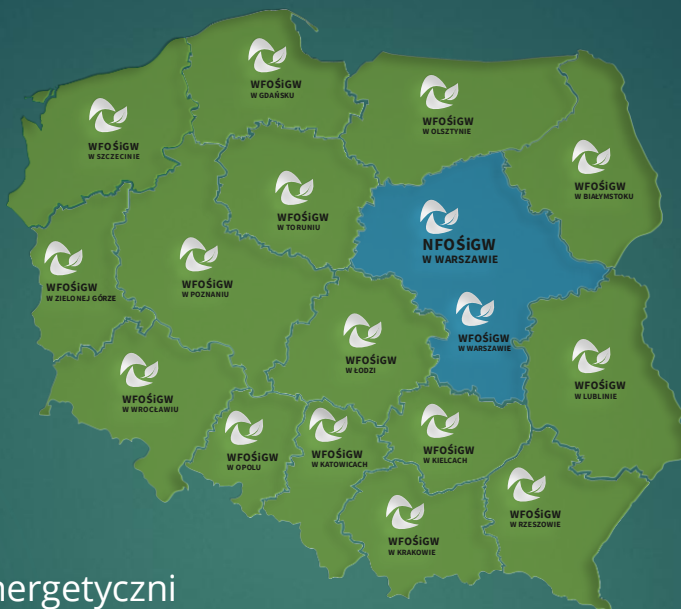 WFOŚiGW
W GDAŃSKU
WFOŚiGW
W OLSZTYNIE
WFOŚiGW
W SZCZECINIE
WFOŚiGW
W BIAŁYMSTOKU
WFOŚiGW
W TORUNIU
NFOŚiGW
W WARSZAWIE
WFOŚiGW
W ZIELONEJ GÓRZE
WFOŚiGW
W POZNANIU
WFOŚiGW
W WARSZAWIE
WFOŚiGW
W ŁODZI
WFOŚiGW
W LUBLINIE
WFOŚiGW
W WROCŁAWIU
WFOŚiGW
W OPOLU
WFOŚiGW
W KATOWICACH
WFOŚiGW
W KIELCACH
WFOŚiGW
W RZESZOWIE
WFOŚiGW
W KRAKOWIE
nergetyczni